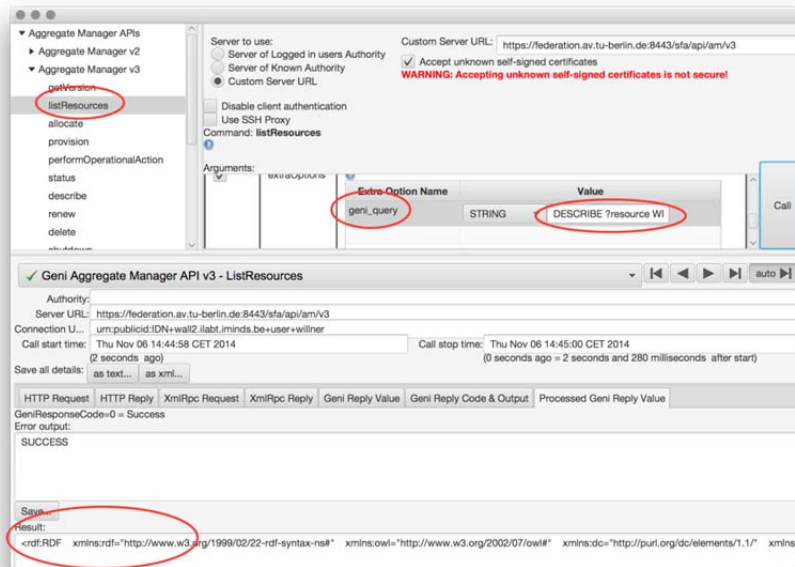 ▼ Aggregate Manager APIs
▶ Aggregate Manager v2
▼ Aggregate Manager v3
getVersion
listResources
allocate
provision
performOperationalAction
status
describe
renew
delete
shutdown
Server to use:
Server of Logged in users Authority
Server of Known Authority
Custom Server URL
Custom Server URL: https://federation.av.tu-berlin.de:8443/sfa/api/am/v3
Accept unknown self-signed certificates
WARNING: Accepting unknown self-signed certificates is not secure!
Disable client authentication
Use SSH Proxy
Command: listResources
Arguments:
extraOptions
Extra Option Name Value
geni_query STRING DESCRIBE ?resource WI
Call
Geni Aggregate Manager API v3 - ListResources
auto
Authority:
Server URL: https://federation.av.tu-berlin.de:8443/sfa/api/am/v3
Connection U... urn:publicid:IDN+wall2.ilabt.iminds.be+user+willner
Call start time: Thu Nov 06 14:44:58 CET 2014 Call stop time: Thu Nov 06 14:45:00 CET 2014
(2 seconds ago) (0 seconds ago = 2 seconds and 280 milliseconds after start)
Save all details: as text... as xml...
HTTP Request HTTP Reply XmlRpc Request XmlRpc Reply Geni Reply Value Geni Reply Code & Output Processed Geni Reply Value
GeniResponseCode=0 = Success
Error output:
SUCCESS
Save...
Result:
<rdf:RDF xmlns:rdf="http://www.w3.org/1999/02/22-rdf-syntax-ns#" xmlns:owl="http://www.w3.org/2002/07/owl#" xmlns:dc="http://purl.org/dc/elements/1.1/" xmlns